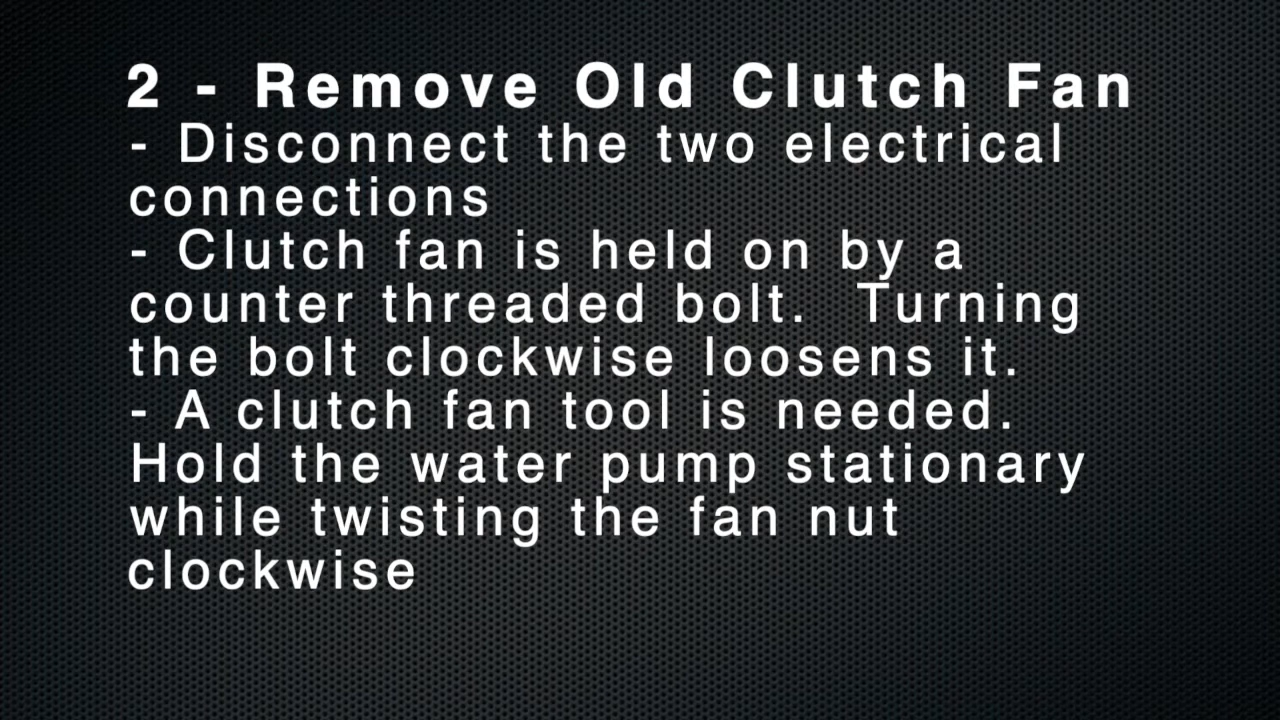 2 - Remove Old Clutch Fan
- Disconnect the two electrical
connections
- Clutch fan is held on by a
counter threaded bolt.  Turning
the bolt clockwise loosens it.
- A clutch fan tool is needed.
Hold the water pump stationary
while twisting the fan nut
clockwise